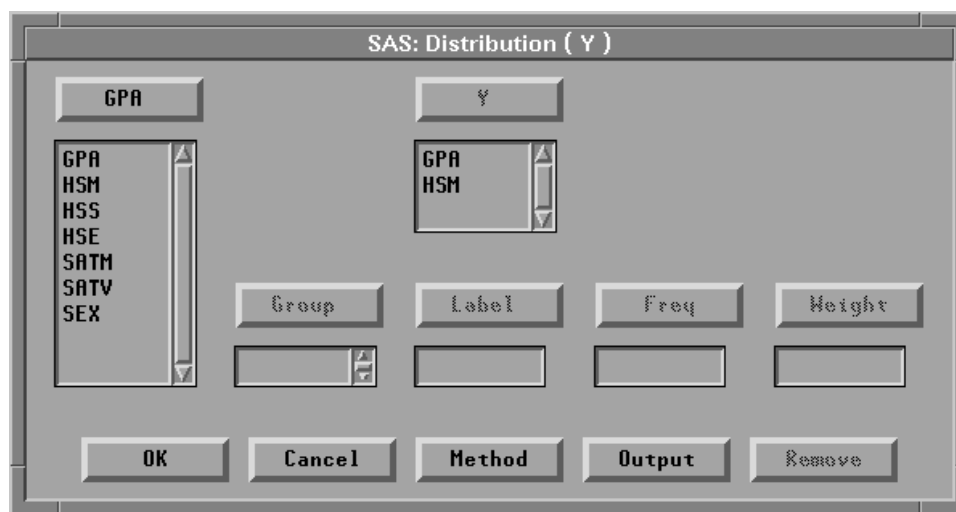 SAS: Distribution ( Y )
GPA
Y
GPA
HSM
HSS
HSE
SATM
SATV
SEX
GPA
HSM
Group
Label
Freq
Weight
OK
Cancel
Method
Output
Remove